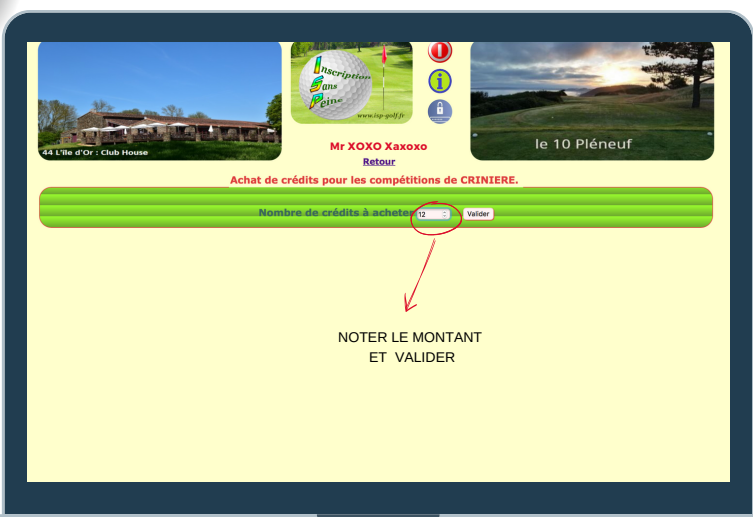 Inscription
Sans
Peine
www.isp-golf.fr
44 L'île d'Or : Club House
le 10 Pléneuf
Mr XOXO Xaxoxo
Retour
Achat de crédits pour les compétitions de CRINIERE.
Nombre de crédits à acheter 12 Valider
NOTER LE MONTANT
ET VALIDER